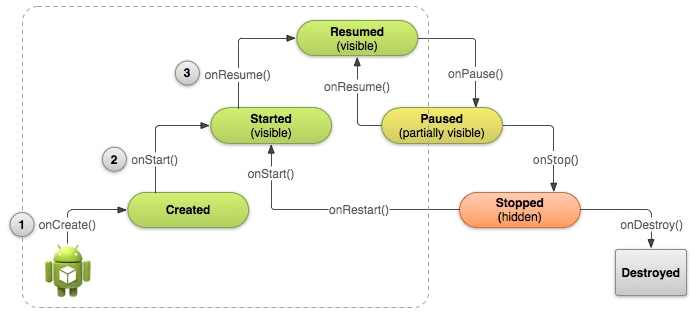 Resumed
(visible)
3
onResume()
onResume()
onPause()
Started
(visible)
Paused
(partially visible)
2
onStart()
onStart()
onStop()
1
onCreate()
Created
onRestart()
Stopped
(hidden)
onDestroy()
Destroyed